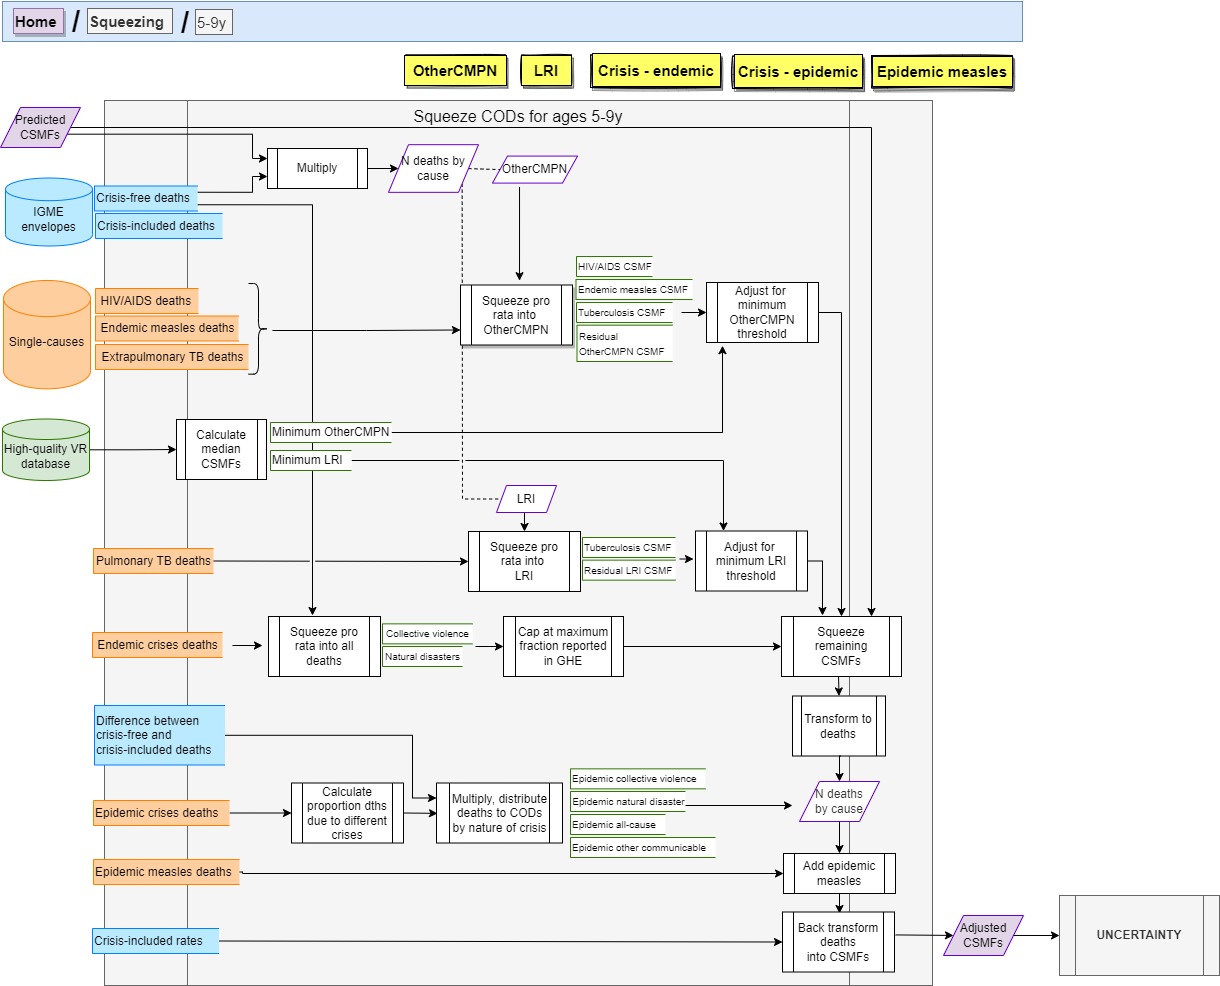 Home / Squeezing / 5-9y
OtherCMPN
LRI
Crisis - endemic
Crisis - epidemic
Epidemic measles
Squeeze CODs for ages 5-9y
Predicted
CSMFs
Multiply
N deaths by
cause
OtherCMPN
IGME
envelopes
Crisis-free deaths
Crisis-included deaths
Single-causes
HIV/AIDS deaths
Endemic measles deaths
Extrapulmonary TB deaths
Squeeze pro
rata into
OtherCMPN
HIV/AIDS CSMF
Endemic measles CSMF
Tuberculosis CSMF
Residual
OtherCMPN CSMF
Adjust for
minimum
OtherCMPN
threshold
High-quality VR
database
Calculate
median
CSMFs
Minimum OtherCMPN
Minimum LRI
LRI
Pulmonary TB deaths
Squeeze pro
rata into
LRI
Tuberculosis CSMF
Residual LRI CSMF
Adjust for
minimum LRI
threshold
Endemic crises deaths
Squeeze pro
rata into all
deaths
Collective violence
Natural disasters
Cap at maximum
fraction reported
in GHE
Squeeze
remaining
CSMFs
Difference between
crisis-free and
crisis-included deaths
Transform to
deaths
Epidemic crises deaths
Calculate
proportion dths
due to different
crises
Multiply, distribute
deaths to CODs
by nature of crisis
Epidemic collective violence
Epidemic natural disaster
Epidemic all-cause
Epidemic other communicable
N deaths
by cause
Epidemic measles deaths
Add epidemic
measles
Crisis-included rates
Back transform
deaths
into CSMFs
Adjusted
CSMFs
UNCERTAINTY